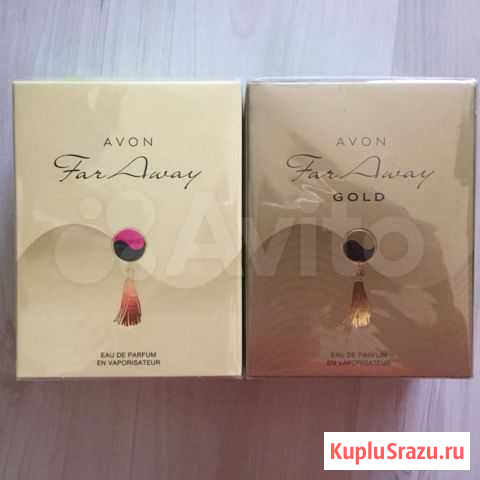 AVON
Far Away
EAU DE PARFUM
EN VAPORISATEUR
AVON
Far Away
GOLD
EAU DE PARFUM
EN VAPORISATEUR
Avito
KupluSrazu.ru